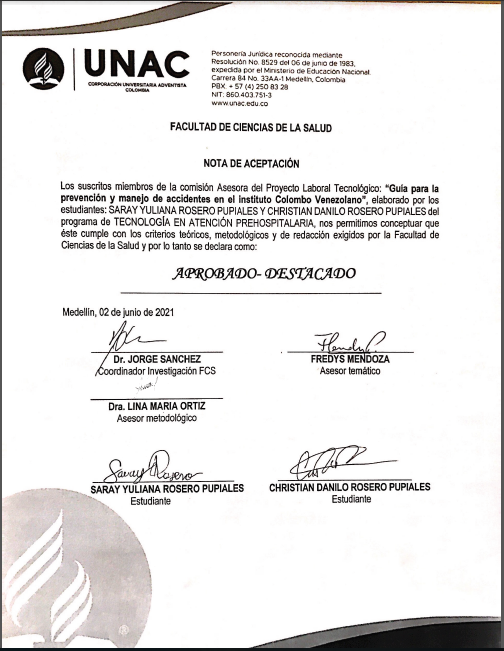 UNAC
CORPORACIÓN UNIVERSITARIA ADVENTISTA
COLOMBIA
Personería Jurídica reconocida mediante
Resolución No. 8529 del 06 de junio de 1983,
expedida por el Ministerio de Educación Nacional.
Carrera 84 No. 33AA-1 Medellín, Colombia
PBX. + 57 (4) 250 83 28
NIT: 860.403.751-3
www.unac.edu.co
FACULTAD DE CIENCIAS DE LA SALUD
NOTA DE ACEPTACIÓN
Los suscritos miembros de la comisión Asesora del Proyecto Laboral Tecnológico: “Guía para la
prevención y manejo de accidentes en el instituto Colombo Venezolano”, elaborado por los
estudiantes: SARAY YULIANA ROSERO PUPIALES Y CHRISTIAN DANILO ROSERO PUPIALES del
programa de TECNOLOGÍA EN ATENCIÓN PREHOSPITALARIA, nos permitimos conceptuar que
éste cumple con los criterios teóricos, metodológicos y de redacción exigidos por la Facultad de
Ciencias de la Salud y por lo tanto se declara como:
APROBADO- DESTACADO
Medellín, 02 de junio de 2021
Dr. JORGE SANCHEZ
Coordinador Investigación FCS
FREDYS MENDOZA
Asesor temático
Dra. LINA MARIA ORTIZ
Asesor metodológico
Saray Rosero
SARAY YULIANA ROSERO PUPIALES
Estudiante
CHRISTIAN DANILO ROSERO PUPIALES
Estudiante